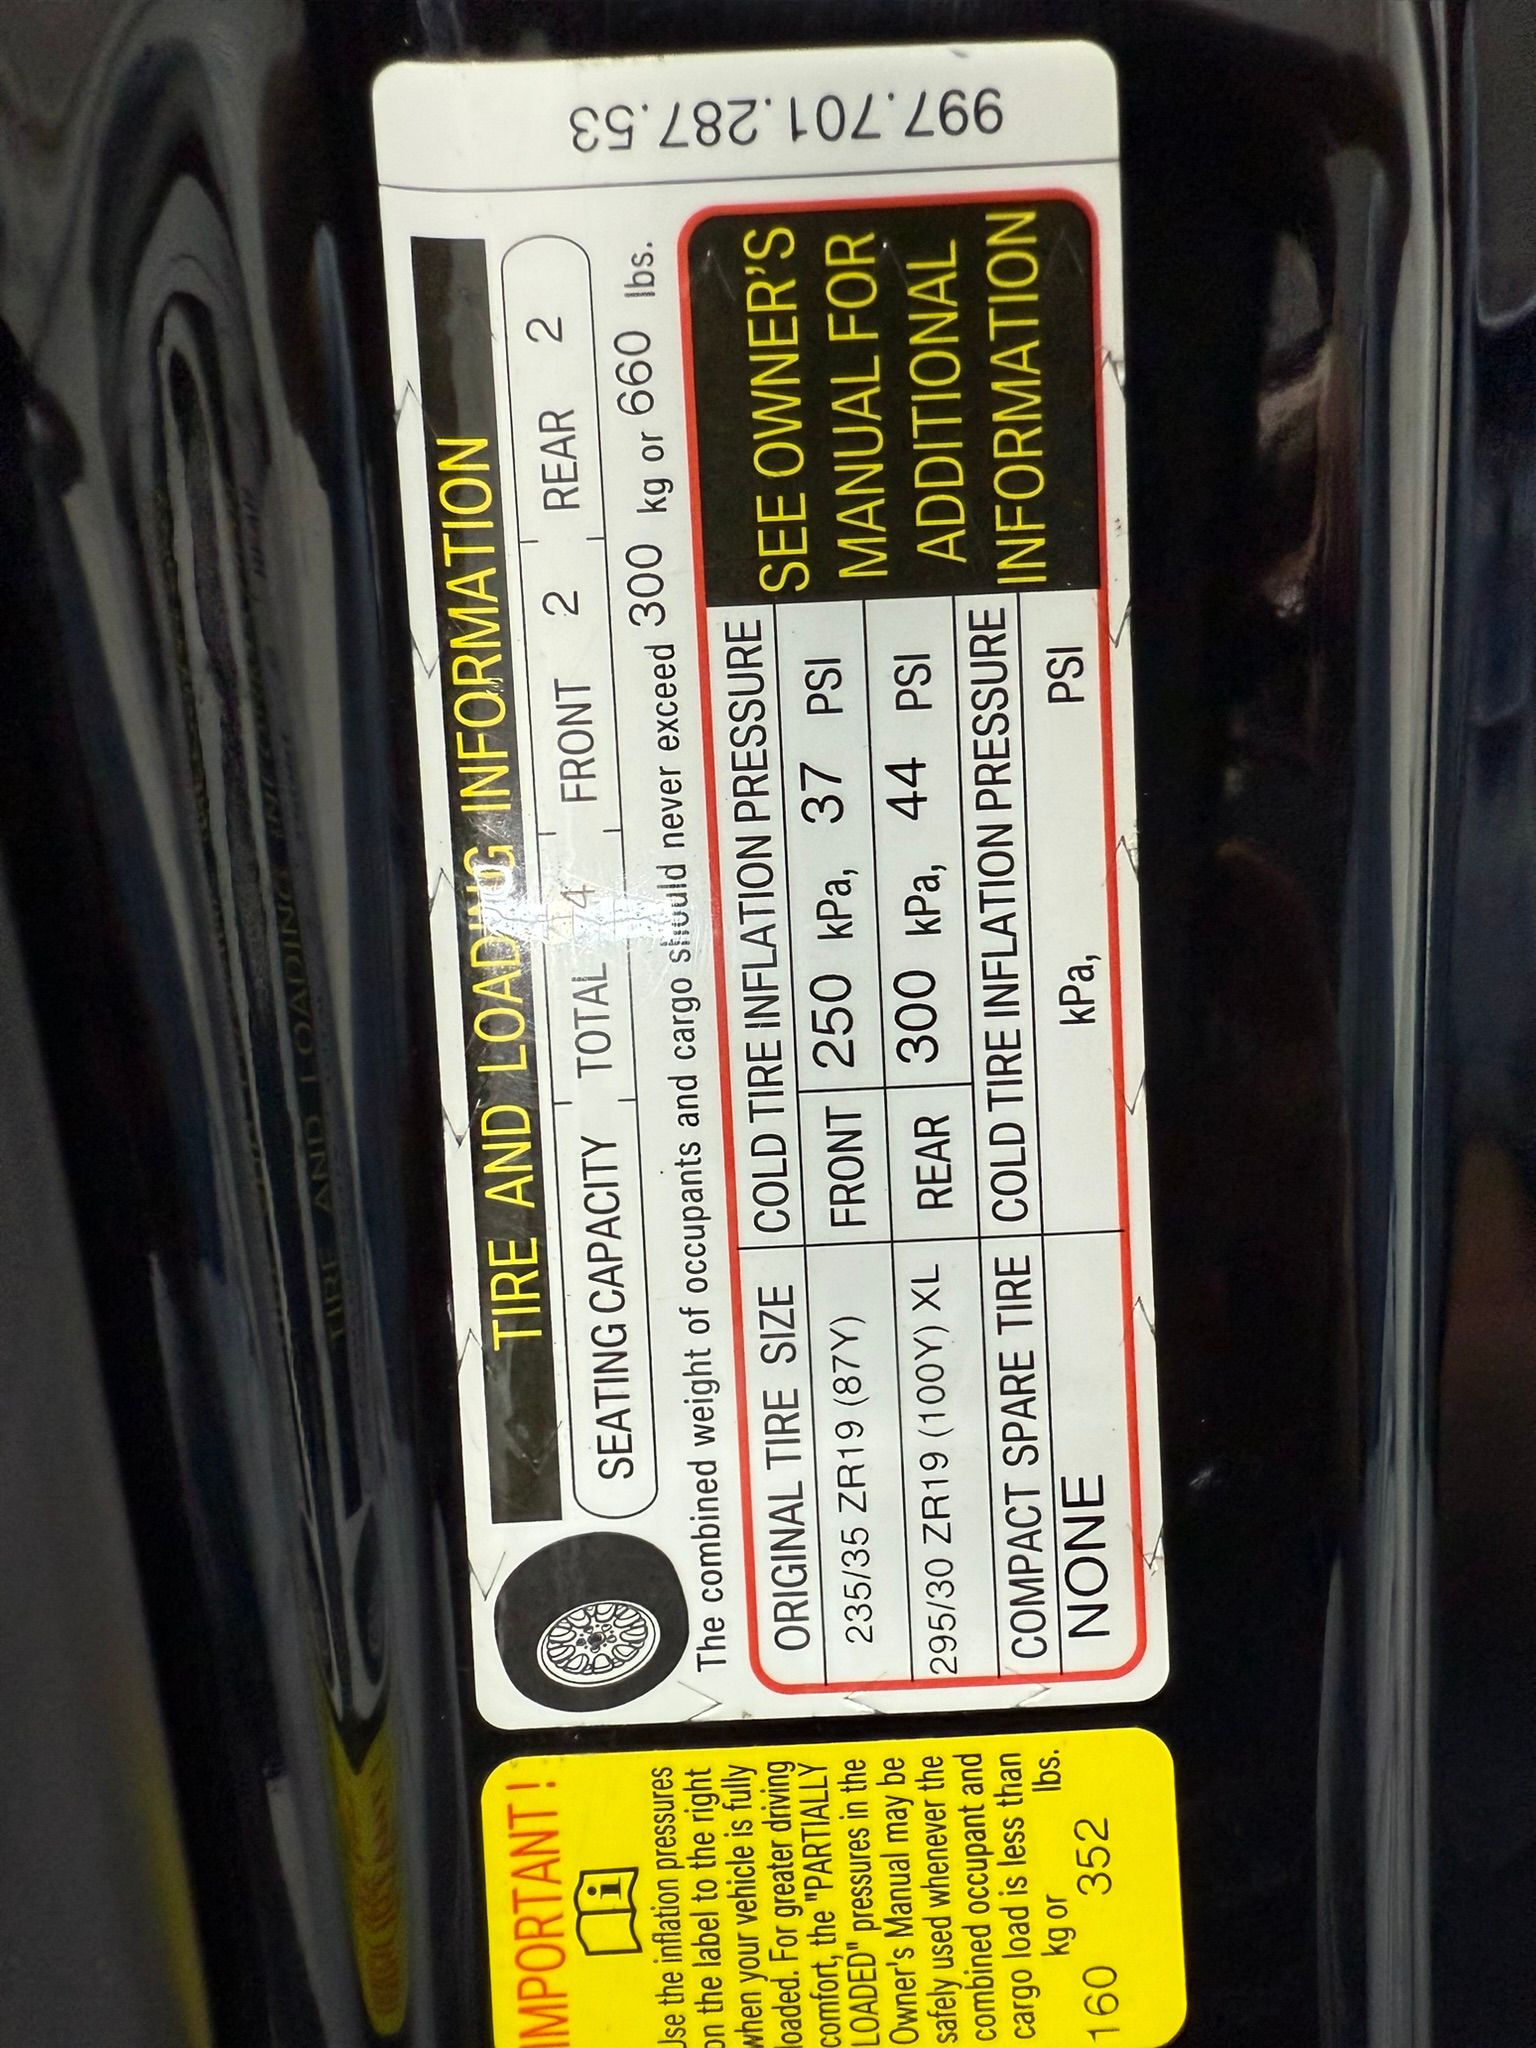 IMPORTANT!
Use the inflation pressures
on the label to the right
when your vehicle is fully
loaded. For greater driving
comfort, the "PARTIALLY
LOADED" pressures in the
Owner's Manual may be
safely used whenever the
combined occupant and
cargo load is less than
kg or lbs.
160 352
TIRE AND LOADING INFORMATION
SEATING CAPACITY TOTAL 4 FRONT 2 REAR 2
The combined weight of occupants and cargo should never exceed 300 kg or 660 lbs.
ORIGINAL TIRE SIZE COLD TIRE INFLATION PRESSURE
235/35 ZR19 (87Y) FRONT 250 kPa, 37 PSI
295/30 ZR19 (100Y) XL REAR 300 kPa, 44 PSI
COMPACT SPARE TIRE COLD TIRE INFLATION PRESSURE
NONE kPa, PSI
SEE OWNER'S
MANUAL FOR
ADDITIONAL
INFORMATION
997.701.287.53